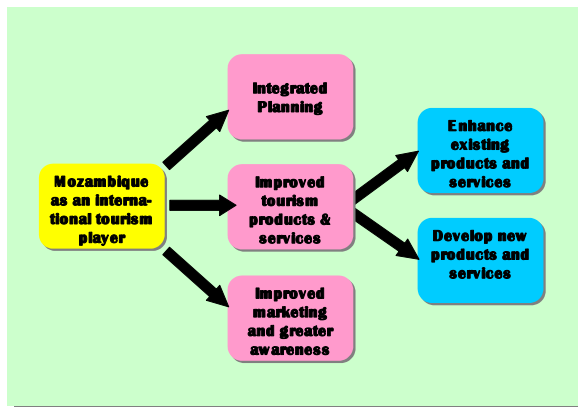 Integrated
Planning
Enhance
existing
products and
services
Mozambique
as an interna-
tional tourism
player
Improved
tourism
products &
services
Develop new
products and
services
Improved
marketing
and greater
awareness